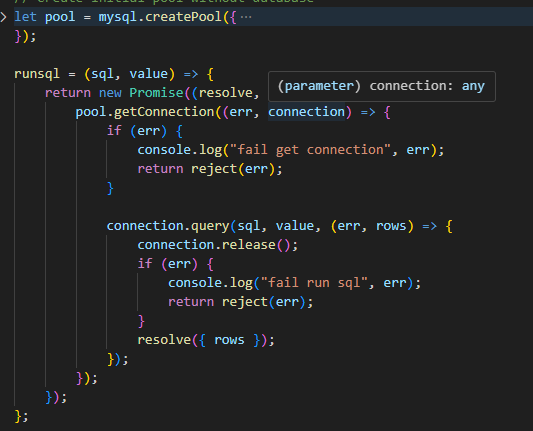 // Create initial pool without database
let pool = mysql.createPool({ ⋯
});
runsql = (sql, value) => {
    return new Promise((resolve,
(parameter) connection: any
        pool.getConnection((err, connection) => {
            if (err) {
                console.log("fail get connection", err);
                return reject(err);
            }
            connection.query(sql, value, (err, rows) => {
                connection.release();
                if (err) {
                    console.log("fail run sql", err);
                    return reject(err);
                }
                resolve({ rows });
            });
        });
    });
};